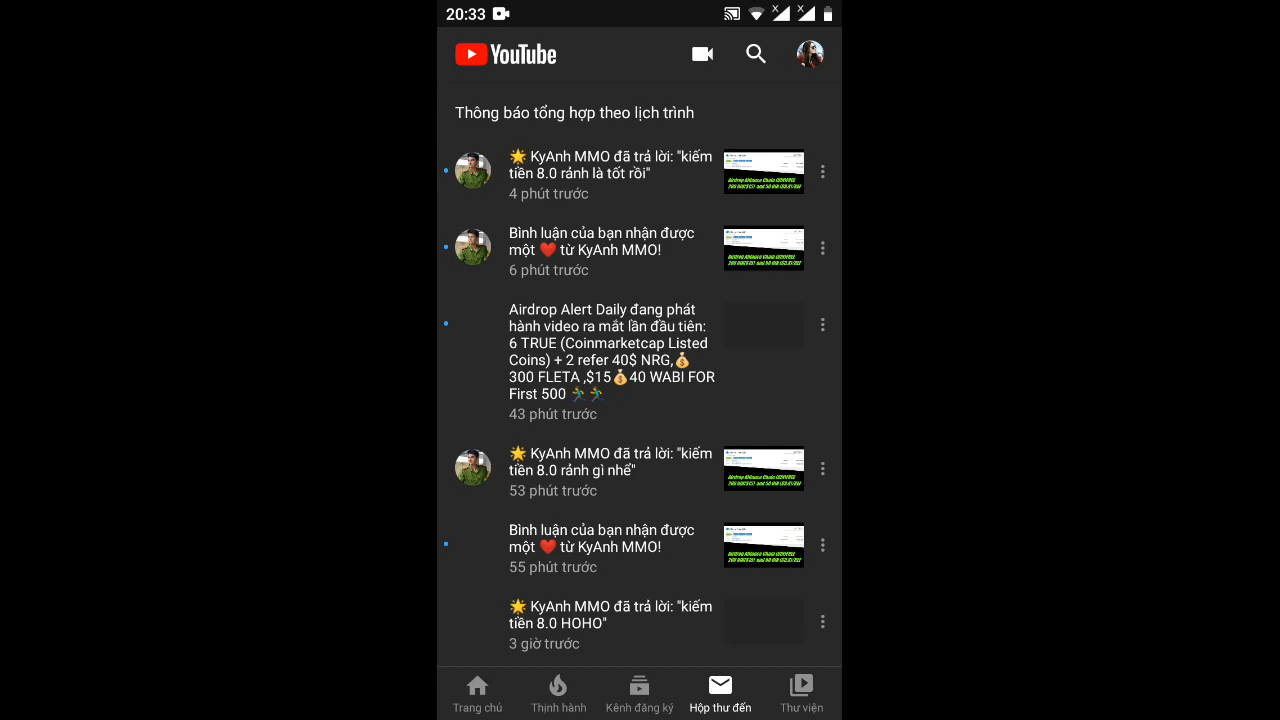 20:33
YouTube
Thông báo tổng hợp theo lịch trình
🌟 KyAnh MMO đã trả lời: "kiếm
tiền 8.0 rảnh là tốt rồi"
4 phút trước
Bình luận của bạn nhận được
một ❤️ từ KyAnh MMO!
6 phút trước
Airdrop Alert Daily đang phát
hành video ra mắt lần đầu tiên:
6 TRUE (Coinmarketcap Listed
Coins) + 2 refer 40$ NRG,💰
300 FLETA ,$15💰40 WABI FOR
First 500 🏃‍♂️🏃‍♂️
43 phút trước
🌟 KyAnh MMO đã trả lời: "kiếm
tiền 8.0 rảnh gì nhể"
53 phút trước
Bình luận của bạn nhận được
một ❤️ từ KyAnh MMO!
55 phút trước
🌟 KyAnh MMO đã trả lời: "kiếm
tiền 8.0 HOHO"
3 giờ trước
Trang chủ
Thịnh hành
Kênh đăng ký
Hộp thư đến
Thư viện